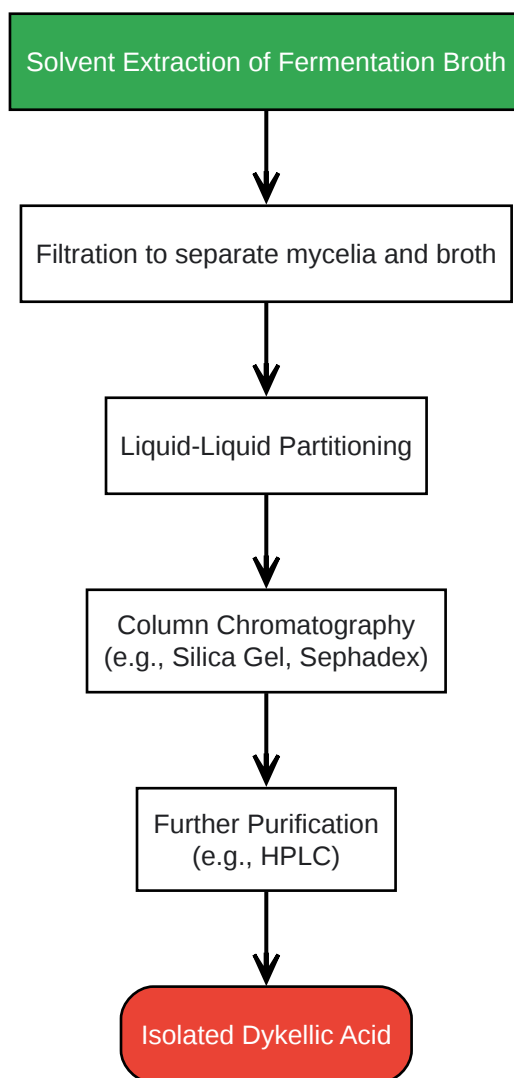 Solvent Extraction of Fermentation Broth
Filtration to separate mycelia and broth
Liquid-Liquid Partitioning
Column Chromatography
(e.g., Silica Gel, Sephadex)
Further Purification
(e.g., HPLC)
Isolated Dykellic Acid